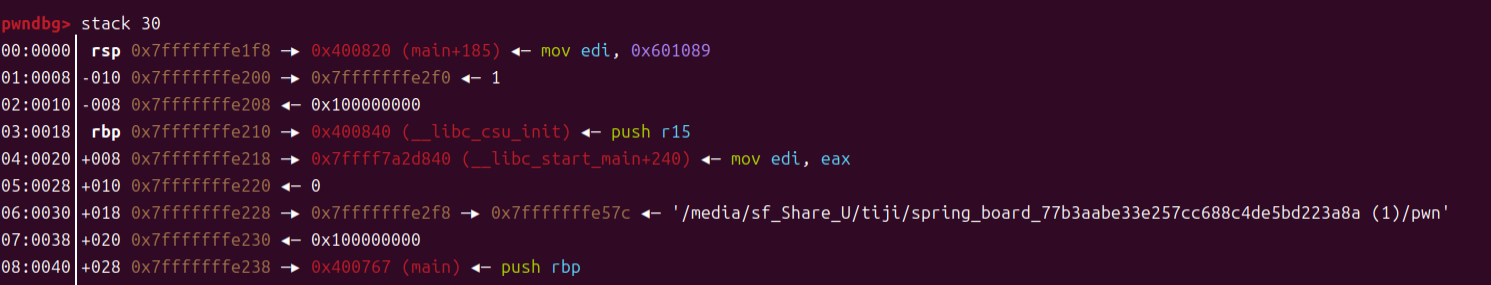 pwndbg> stack 30
00:0000│ rsp 0x7fffffffe1f8 —▸ 0x400820 (main+185) ◂— mov edi, 0x601089
01:0008│-010 0x7fffffffe200 —▸ 0x7fffffffe2f0 ◂— 1
02:0010│-008 0x7fffffffe208 ◂— 0x100000000
03:0018│ rbp 0x7fffffffe210 —▸ 0x400840 (__libc_csu_init) ◂— push r15
04:0020│+008 0x7fffffffe218 —▸ 0x7ffff7a2d840 (__libc_start_main+240) ◂— mov edi, eax
05:0028│+010 0x7fffffffe220 ◂— 0
06:0030│+018 0x7fffffffe228 —▸ 0x7fffffffe2f8 —▸ 0x7fffffffe57c ◂— '/media/sf_Share_U/tiji/spring_board_77b3aabe33e257cc688c4de5bd223a8a (1)/pwn'
07:0038│+020 0x7fffffffe230 ◂— 0x100000000
08:0040│+028 0x7fffffffe238 —▸ 0x400767 (main) ◂— push rbp